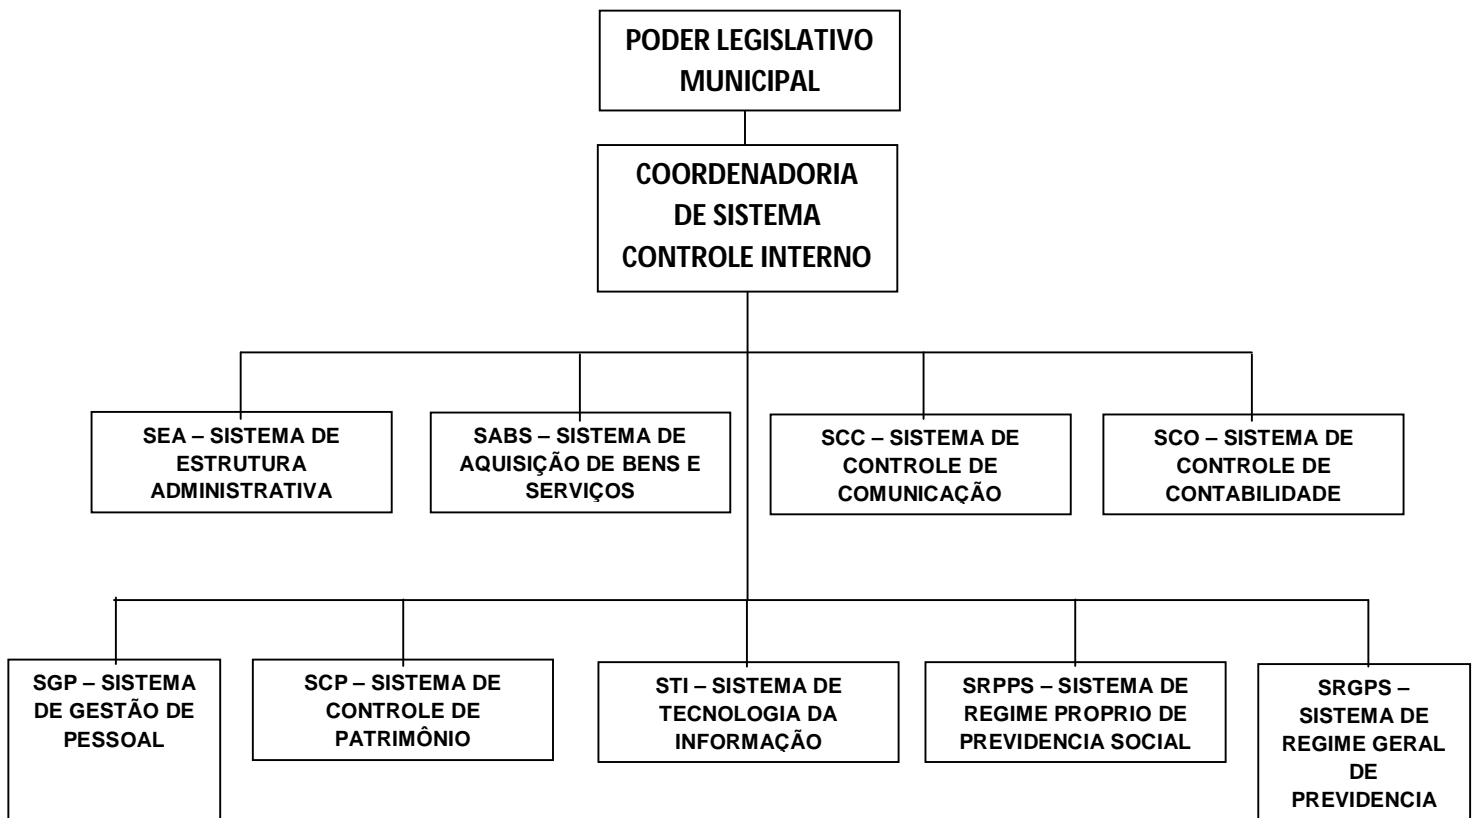 PODER LEGISLATIVO
MUNICIPAL
COORDENADORIA
DE SISTEMA
CONTROLE INTERNO
SEA – SISTEMA DE
ESTRUTURA
ADMINISTRATIVA
SABS – SISTEMA DE
AQUISIÇÃO DE BENS E
SERVIÇOS
SCC – SISTEMA DE
CONTROLE DE
COMUNICAÇÃO
SCO – SISTEMA DE
CONTROLE DE
CONTABILIDADE
SGP – SISTEMA
DE GESTÃO DE
PESSOAL
SCP – SISTEMA DE
CONTROLE DE
PATRIMÔNIO
STI – SISTEMA DE
TECNOLOGIA DA
INFORMAÇÃO
SRPPS – SISTEMA DE
REGIME PROPRIO DE
PREVIDENCIA SOCIAL
SRGPS –
SISTEMA DE
REGIME GERAL
DE
PREVIDENCIA